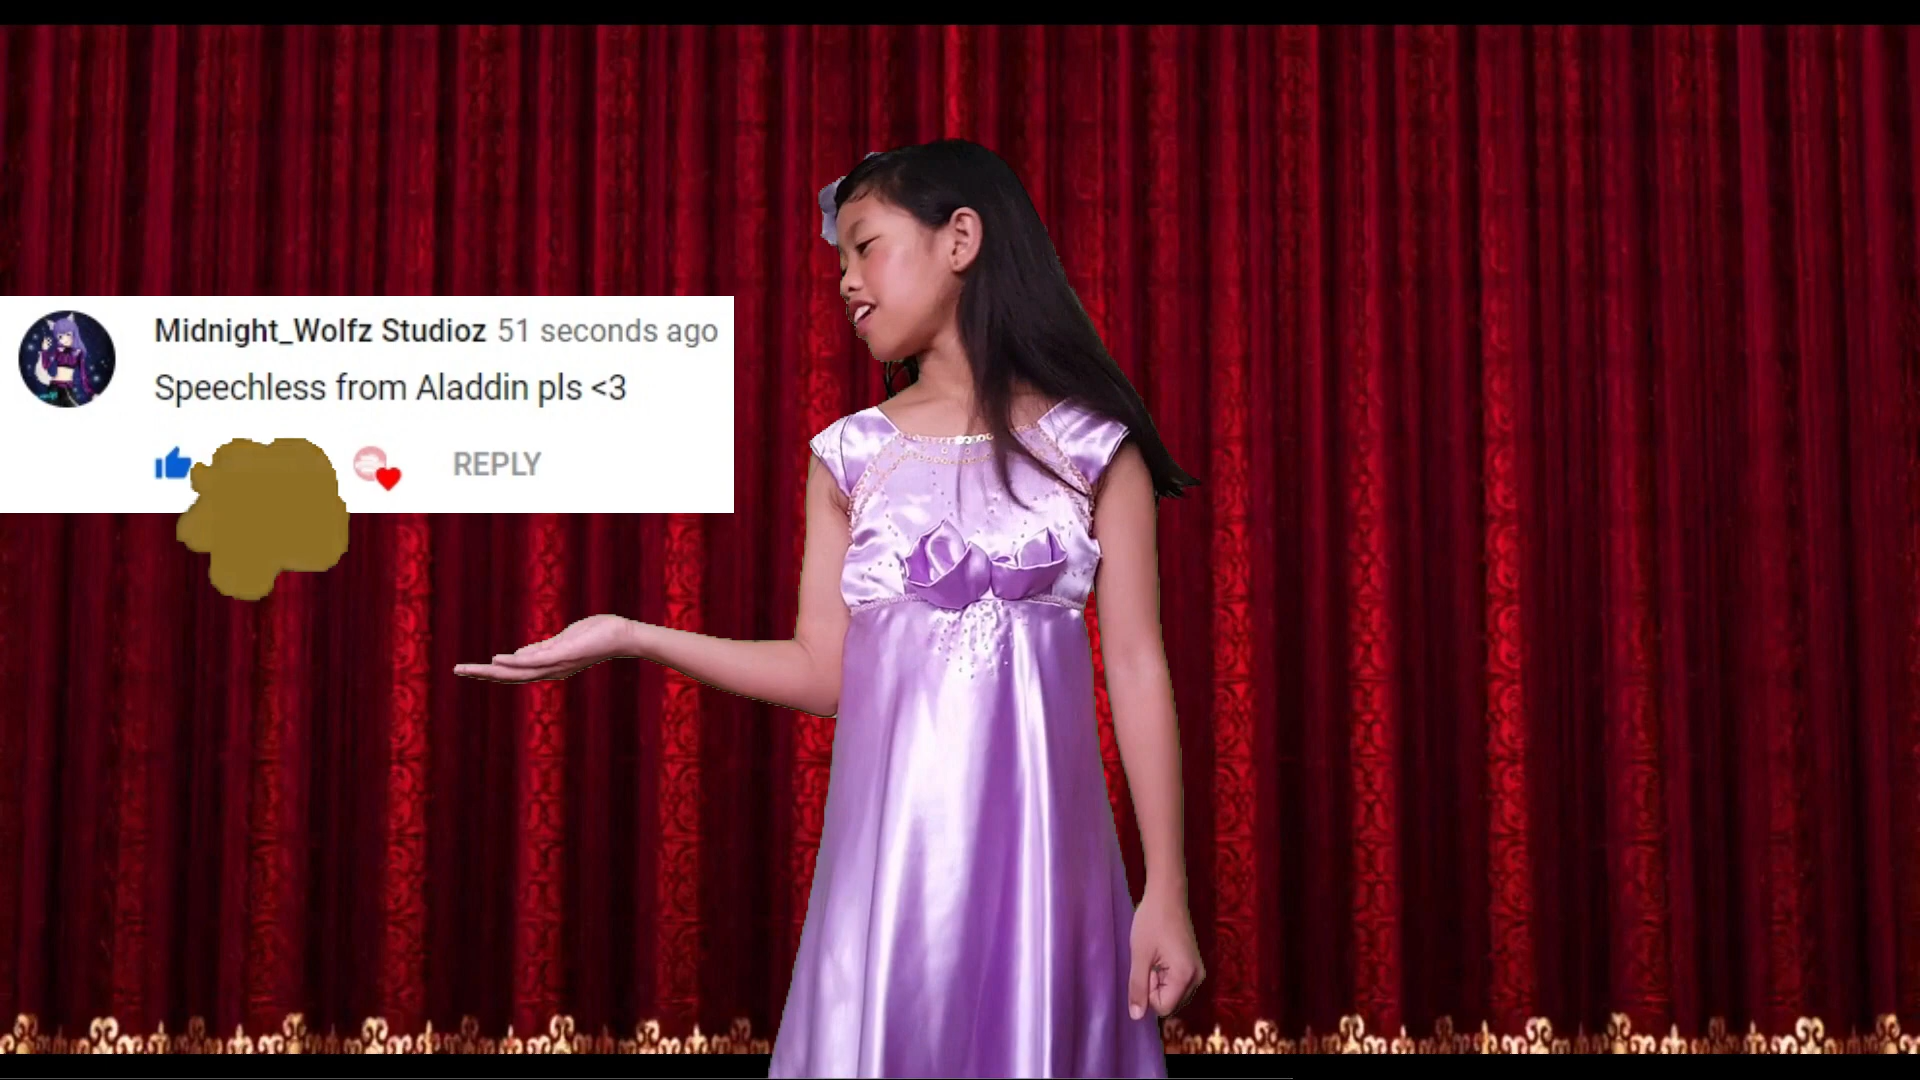 Midnight_Wolfz Studioz 51 seconds ago
Speechless from Aladdin pls <3
REPLY